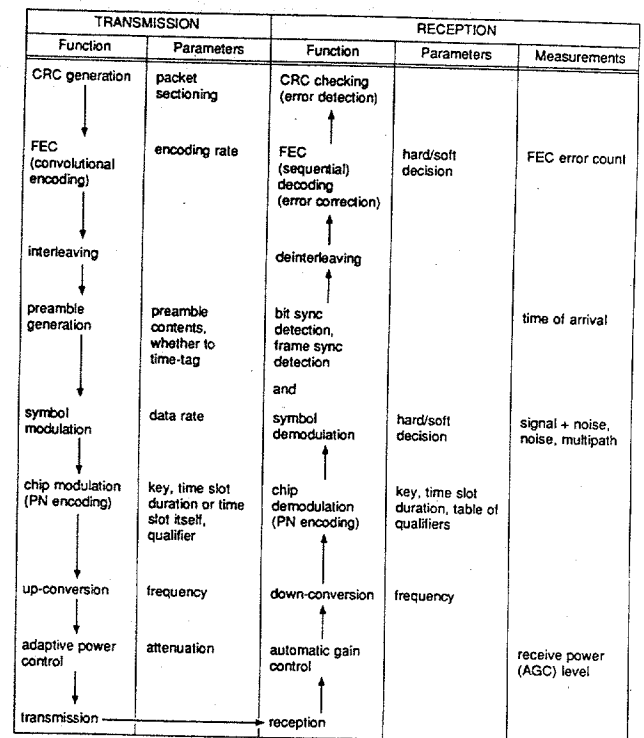 TRANSMISSION
RECEPTION
Function
Parameters
Function
Parameters
Measurements
CRC generation
packet
sectioning
CRC checking
(error detection)
FEC
(convolutional
encoding)
encoding rate
FEC
(sequential)
decoding
(error correction)
hard/soft
decision
FEC error count
interleaving
deinterleaving
preamble
generation
preamble
contents,
whether to
time-tag
bit sync
detection,
frame sync
detection
time of arrival
and
symbol
modulation
data rate
symbol
demodulation
hard/soft
decision
signal + noise,
noise, multipath
chip modulation
(PN encoding)
key, time slot
duration or time
slot itself,
qualifier
chip
demodulation
(PN encoding)
key, time slot
duration, table of
qualifiers
up-conversion
frequency
down-conversion
frequency
adaptive power
control
attenuation
automatic gain
control
receive power
(AGC) level
transmission
reception